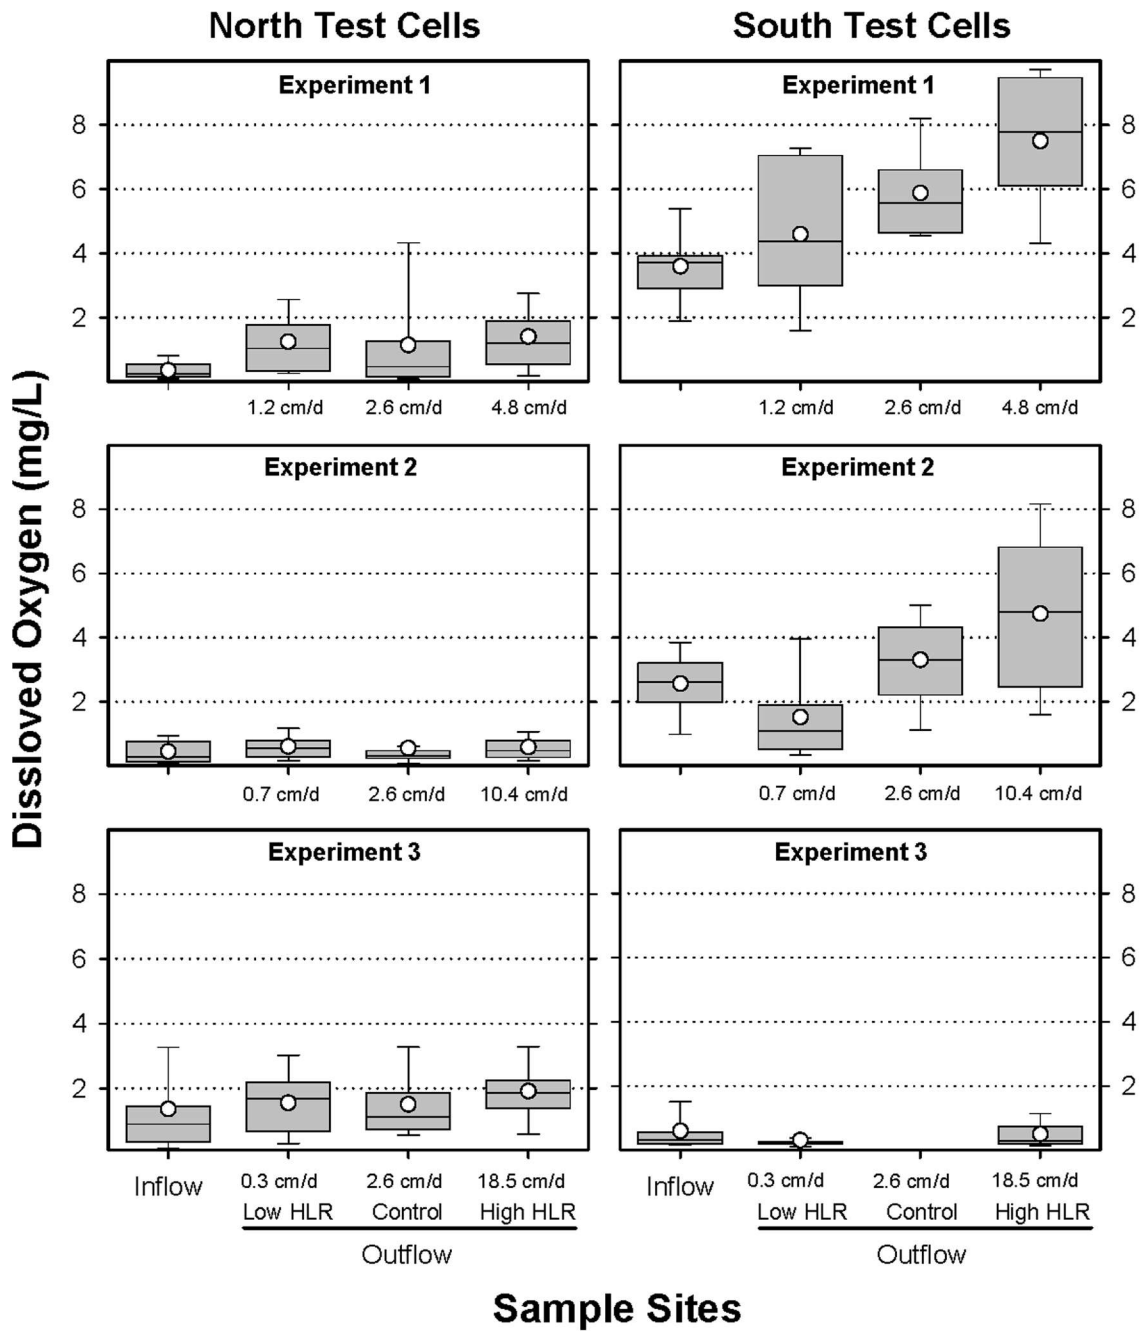 North Test Cells South Test Cells
Dissloved Oxygen (mg/L)
Experiment 1 Experiment 1
8 8
6 6
4 4
2 2
1.2 cm/d 2.6 cm/d 4.8 cm/d 1.2 cm/d 2.6 cm/d 4.8 cm/d
Experiment 2 Experiment 2
8 8
6 6
4 4
2 2
0.7 cm/d 2.6 cm/d 10.4 cm/d 0.7 cm/d 2.6 cm/d 10.4 cm/d
Experiment 3 Experiment 3
8 8
6 6
4 4
2 2
Inflow 0.3 cm/d 2.6 cm/d 18.5 cm/d Inflow 0.3 cm/d 2.6 cm/d 18.5 cm/d
Low HLR Control High HLR Low HLR Control High HLR
Outflow Outflow
Sample Sites